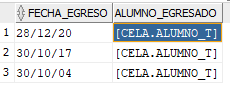 FECHA_EGRESO ALUMNO_EGRESADO
1 28/12/20 [CELA.ALUMNO_T]
2 30/10/17 [CELA.ALUMNO_T]
3 30/10/04 [CELA.ALUMNO_T]